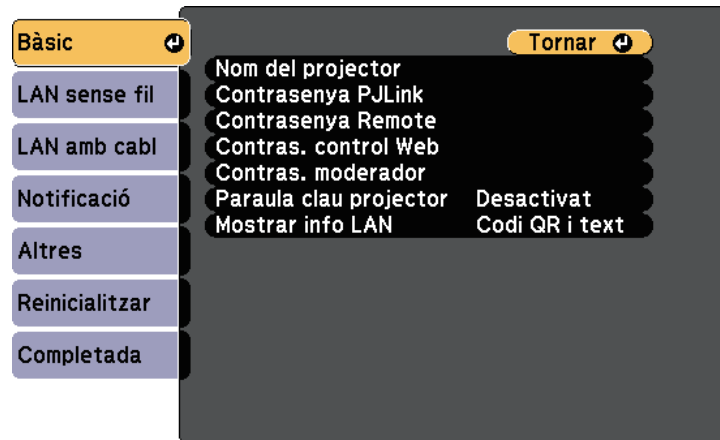 Bàsic
LAN sense fil
LAN amb cabl
Notificació
Altres
Reinicialitzar
Completada
Tornar
Nom del projector
Contrasenya PJLink
Contrasenya Remote
Contras. control Web
Contras. moderador
Paraula clau projector Desactivat
Mostrar info LAN Codi QR i text